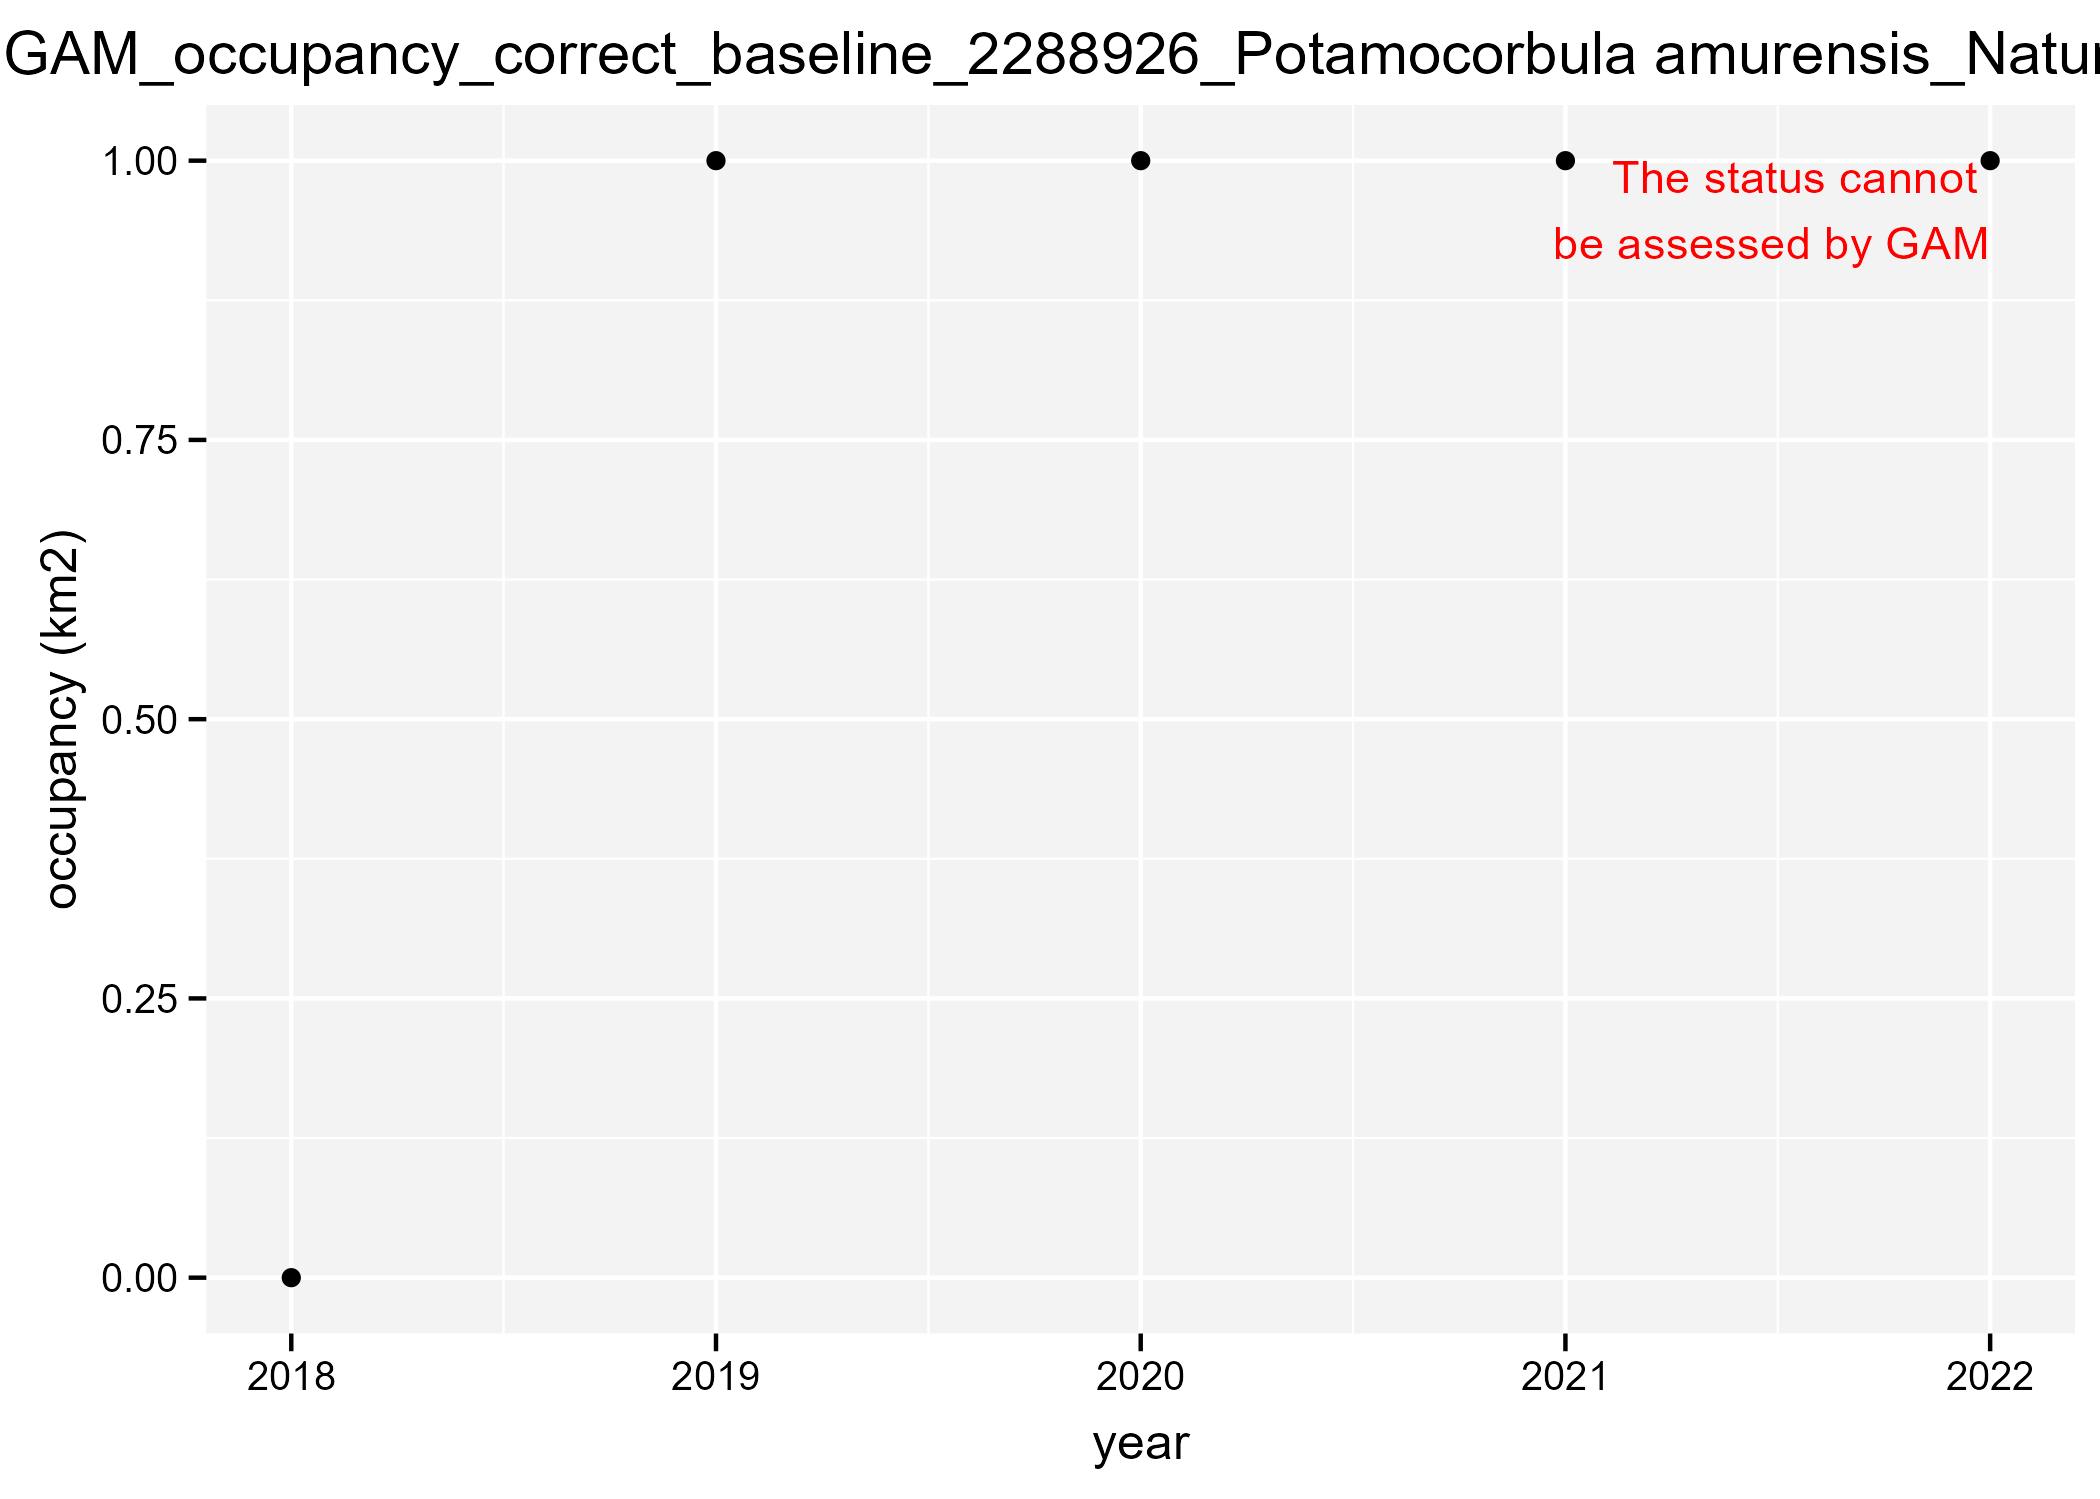 GAM_occupancy_correct_baseline_2288926_Potamocorbula amurensis_Natur
1.00
The status cannot
be assessed by GAM
0.75
occupancy (km2)
0.50
0.25
0.00
2018 2019 2020 2021 2022
year